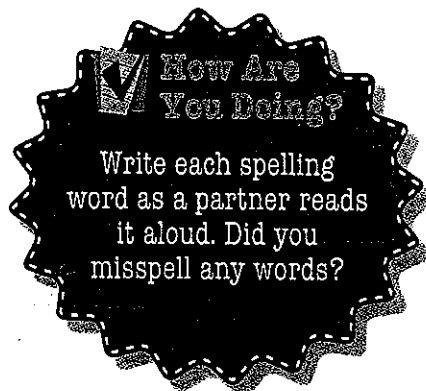 How Are
You Doing?
Write each spelling
word as a partner reads
it aloud. Did you
misspell any words?